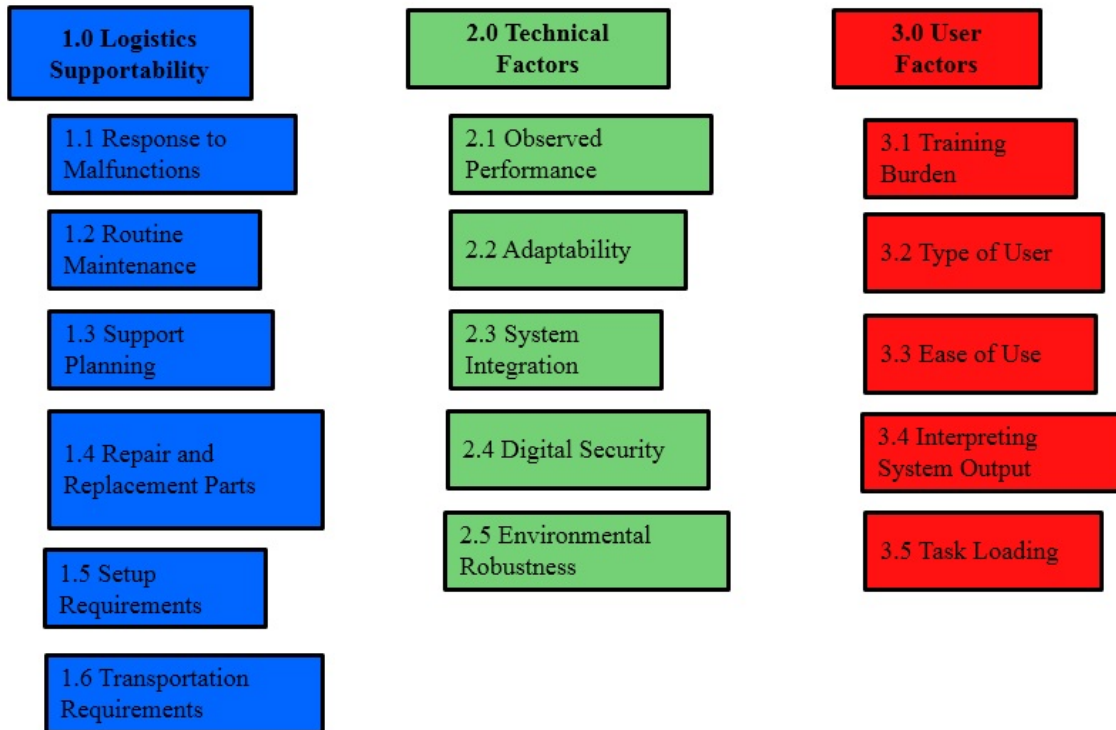 1.0 Logistics
Supportability
1.1 Response to
Malfunctions
1.2 Routine
Maintenance
1.3 Support
Planning
1.4 Repair and
Replacement Parts
1.5 Setup
Requirements
1.6 Transportation
Requirements
2.0 Technical
Factors
2.1 Observed
Performance
2.2 Adaptability
2.3 System
Integration
2.4 Digital Security
2.5 Environmental
Robustness
3.0 User
Factors
3.1 Training
Burden
3.2 Type of User
3.3 Ease of Use
3.4 Interpreting
System Output
3.5 Task Loading